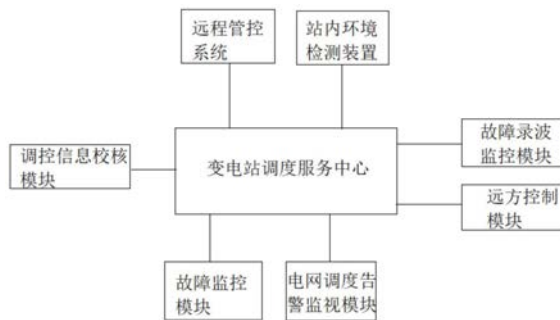 远程管控
系统
站内环境
检测装置
调控信息校核
模块
变电站调度服务中心
故障录波
监控模块
远方控制
模块
故障监控
模块
电网调度告
警监视模块